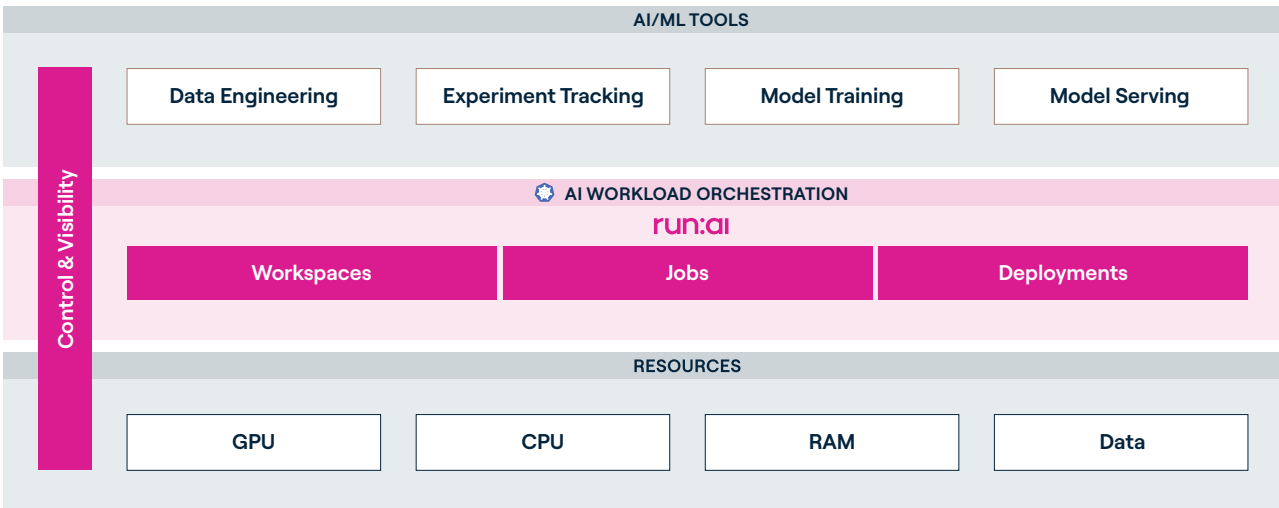 AI/ML TOOLS
Data Engineering
Experiment Tracking
Model Training
Model Serving
Control & Visibility
AI WORKLOAD ORCHESTRATION
run:ai
Workspaces
Jobs
Deployments
RESOURCES
GPU
CPU
RAM
Data